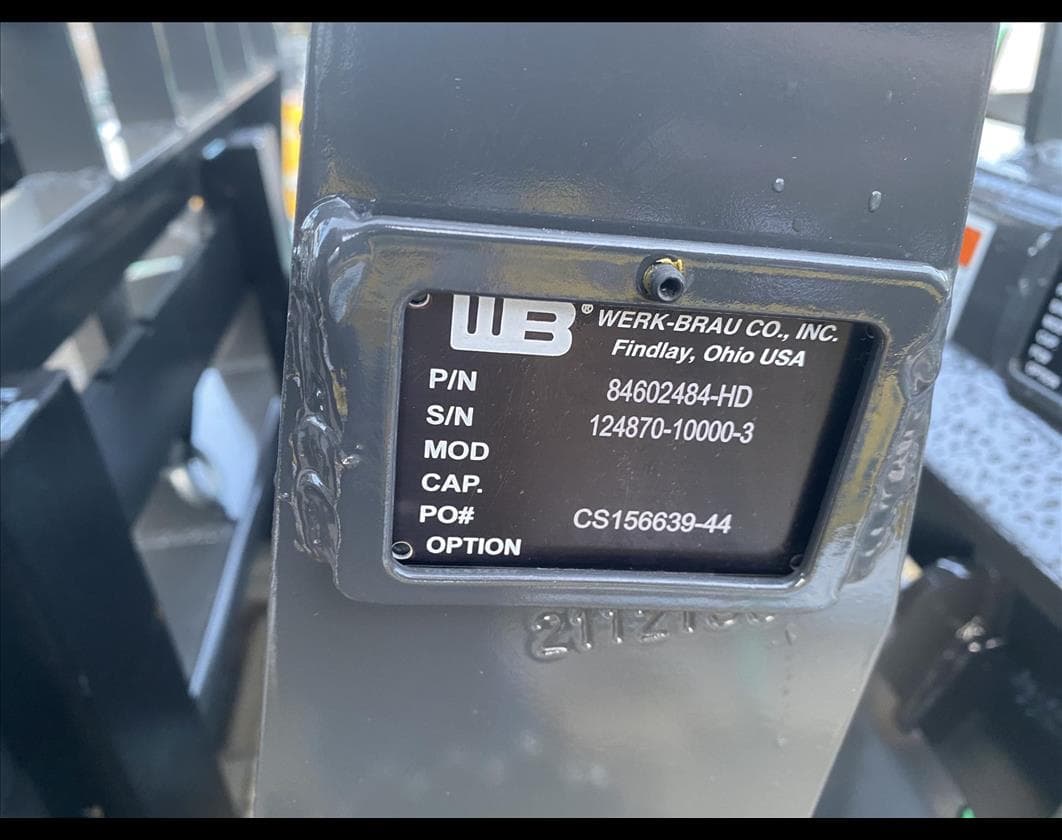 WB® WERK-BRAU CO., INC.
Findlay, Ohio USA
P/N 84602484-HD
S/N 124870-10000-3
MOD
CAP.
PO# CS156639-44
OPTION